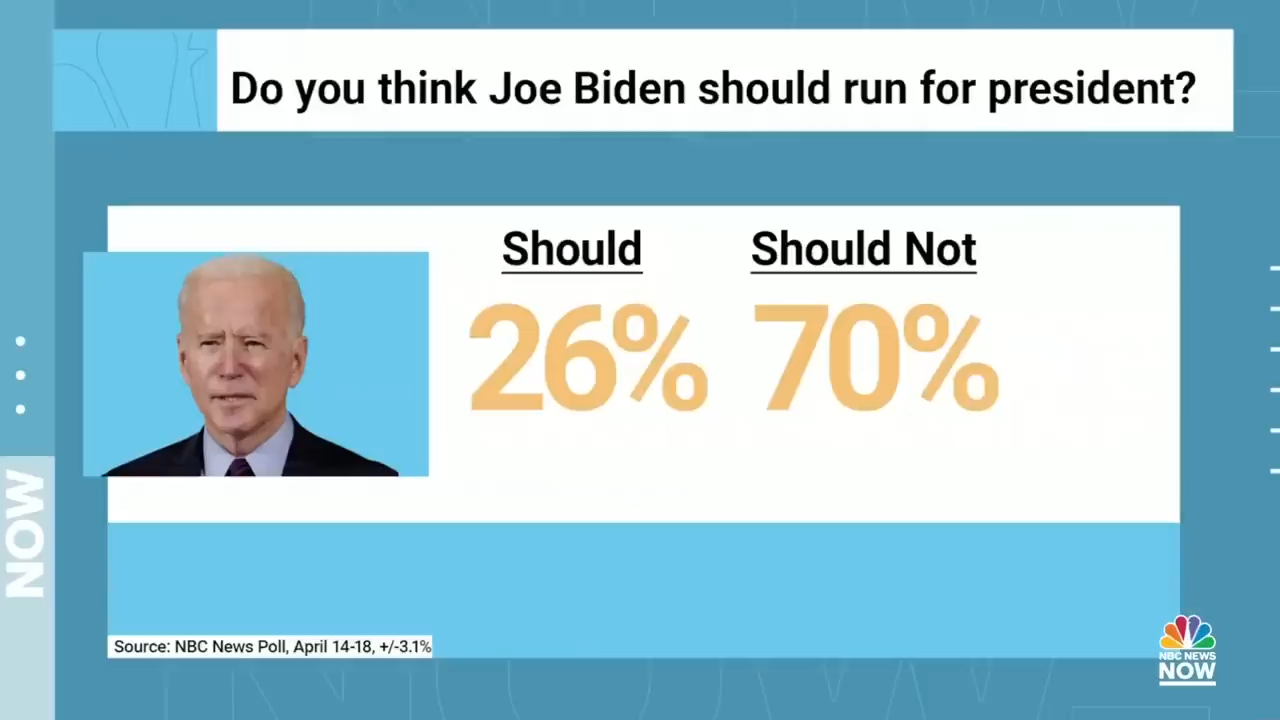 Do you think Joe Biden should run for president?
Should Should Not
26% 70%
NOW
Source: NBC News Poll, April 14-18, +/-3.1%
NBC NEWS
NOW